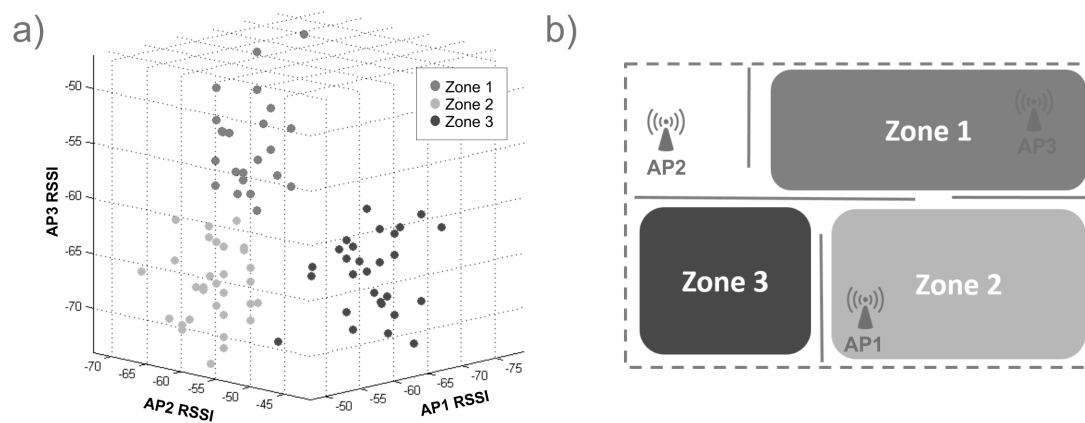 a)
b)
Zone 1
Zone 2
Zone 3
AP3 RSSI
-50
-55
-60
-65
-70
-70
-65
-60
-55
-50
-45
AP2 RSSI
-50
-55
-60
-65
-70
-75
AP1 RSSI
AP2
Zone 1
AP3
Zone 3
Zone 2
AP1